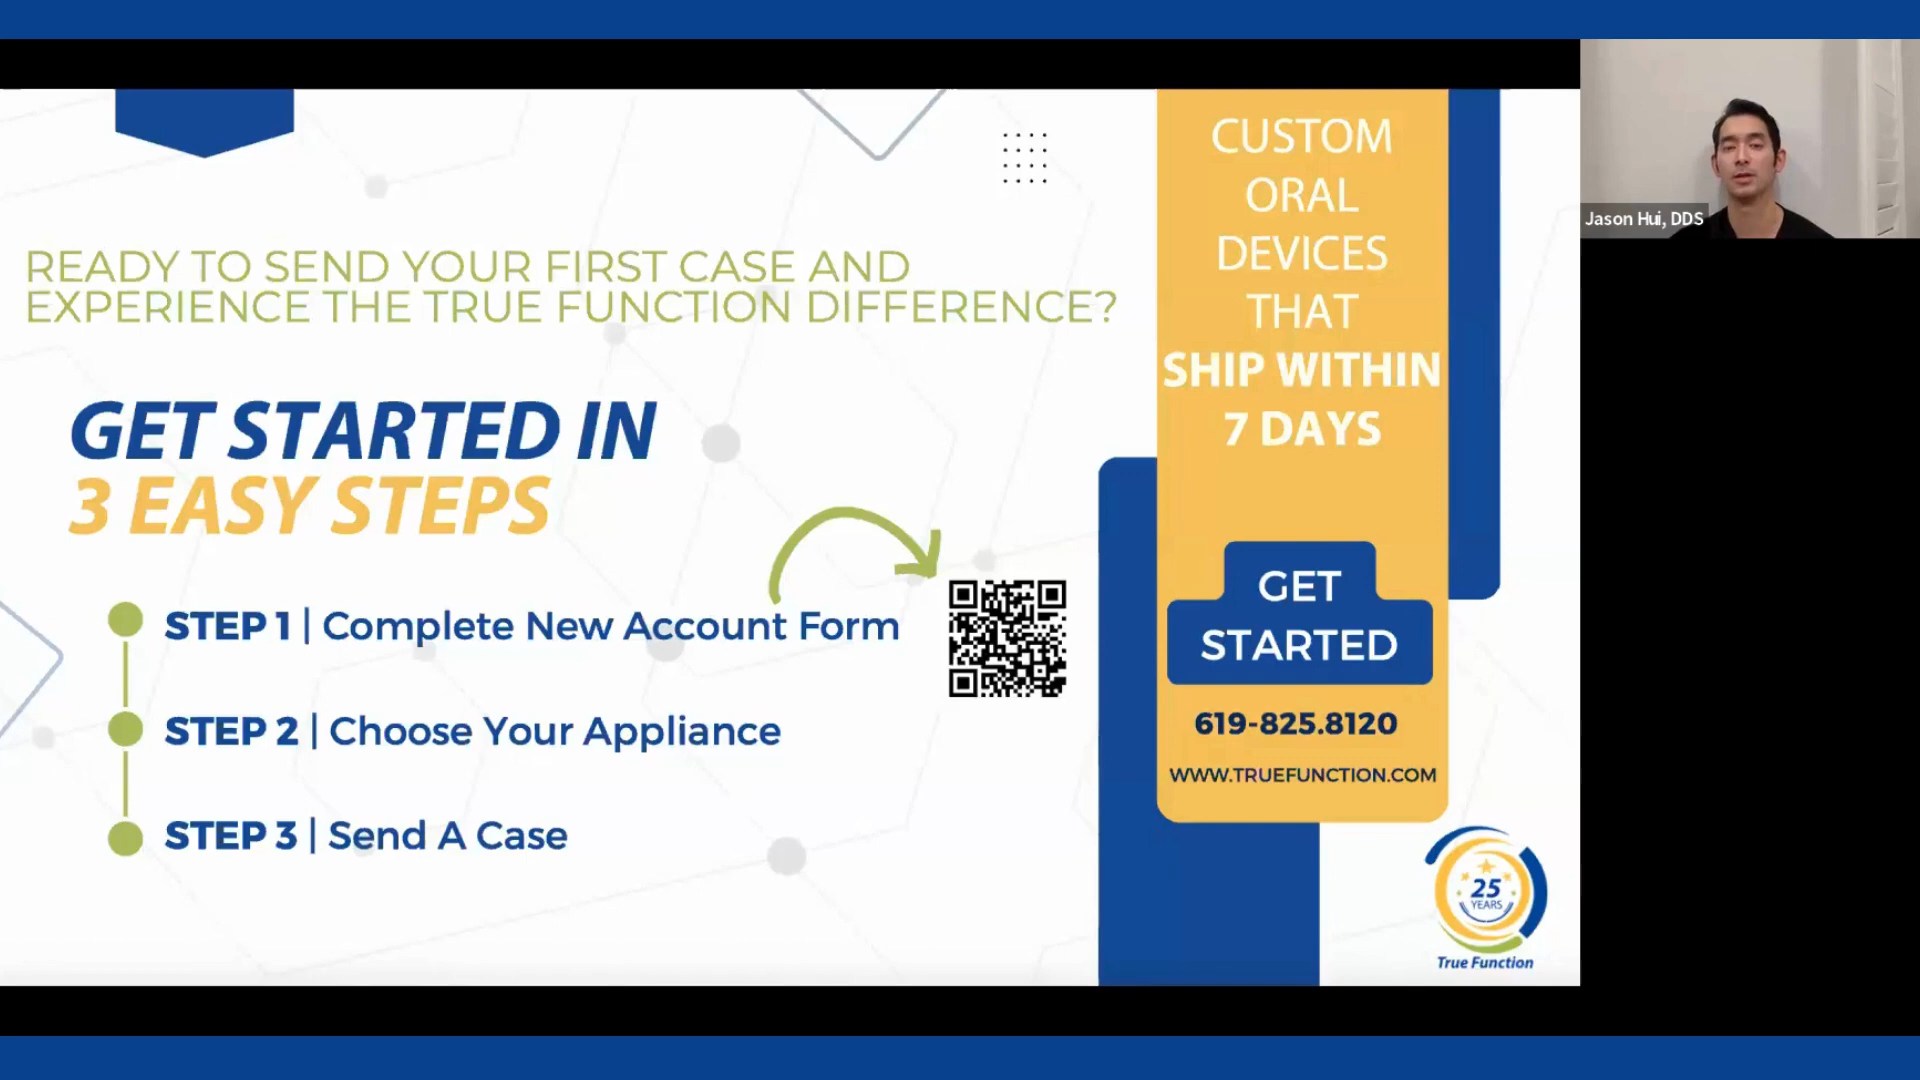 READY TO SEND YOUR FIRST CASE AND
EXPERIENCE THE TRUE FUNCTION DIFFERENCE?
GET STARTED IN
3 EASY STEPS
STEP 1 | Complete New Account Form
STEP 2 | Choose Your Appliance
STEP 3 | Send A Case
CUSTOM
ORAL
DEVICES
THAT
SHIP WITHIN
7 DAYS
GET
STARTED
619-825.8120
WWW.TRUEFUNCTION.COM
25
YEARS
True Function
Jason Hui, DDS